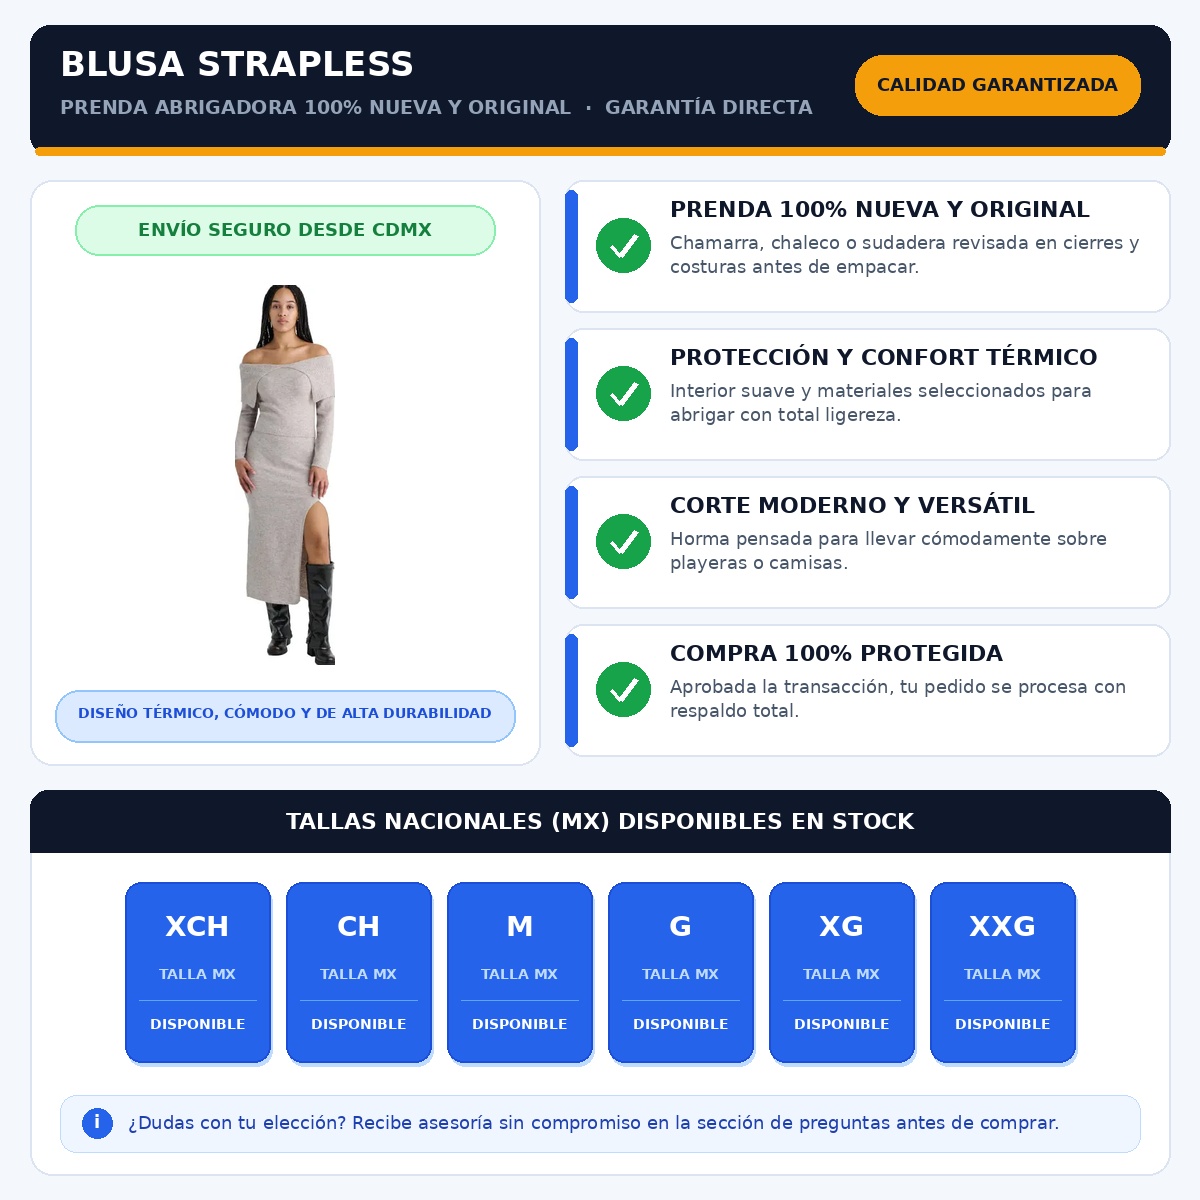 BLUSA STRAPLESS
PRENDA ABRIGADORA 100% NUEVA Y ORIGINAL · GARANTÍA DIRECTA
CALIDAD GARANTIZADA
ENVÍO SEGURO DESDE CDMX
DISEÑO TÉRMICO, CÓMODO Y DE ALTA DURABILIDAD
PRENDA 100% NUEVA Y ORIGINAL
Chamarra, chaleco o sudadera revisada en cierres y
costuras antes de empacar.
PROTECCIÓN Y CONFORT TÉRMICO
Interior suave y materiales seleccionados para
abrigar con total ligereza.
CORTE MODERNO Y VERSÁTIL
Horma pensada para llevar cómodamente sobre
playeras o camisas.
COMPRA 100% PROTEGIDA
Aprobada la transacción, tu pedido se procesa con
respaldo total.
TALLAS NACIONALES (MX) DISPONIBLES EN STOCK
XCH
TALLA MX
DISPONIBLE
CH
TALLA MX
DISPONIBLE
M
TALLA MX
DISPONIBLE
G
TALLA MX
DISPONIBLE
XG
TALLA MX
DISPONIBLE
XXG
TALLA MX
DISPONIBLE
i
¿Dudas con tu elección? Recibe asesoría sin compromiso en la sección de preguntas antes de comprar.